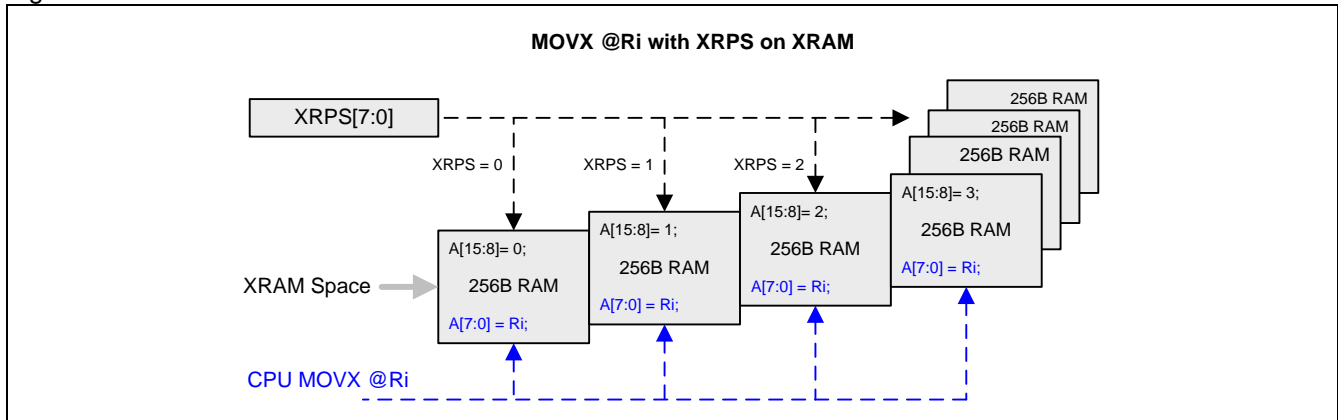 MOVX @Ri with XRPS on XRAM
XRPS[7:0]
256B RAM
256B RAM
256B RAM
XRPS = 0
XRPS = 1
XRPS = 2
A[15:8]= 3;
256B RAM
A[7:0] = Ri;
A[15:8]= 2;
256B RAM
A[7:0] = Ri;
A[15:8]= 1;
256B RAM
A[7:0] = Ri;
A[15:8]= 0;
256B RAM
A[7:0] = Ri;
XRAM Space
CPU MOVX @Ri